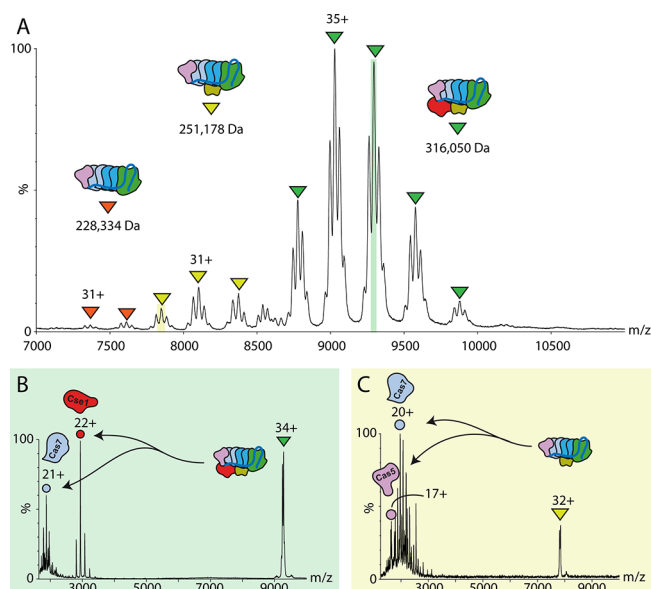 A
35+
100
251,178 Da
316,050 Da
%
228,334 Da
31+
31+
0
7000
7500
8000
8500
9000
9500
10000
10500
m/z
B
Cse1
22+
Cas7
100
21+
34+
%
0
3000
5000
7000
m/z
C
Cas7
20+
100
Cas5
17+
32+
%
0
3000
5000
7000
9000
m/z